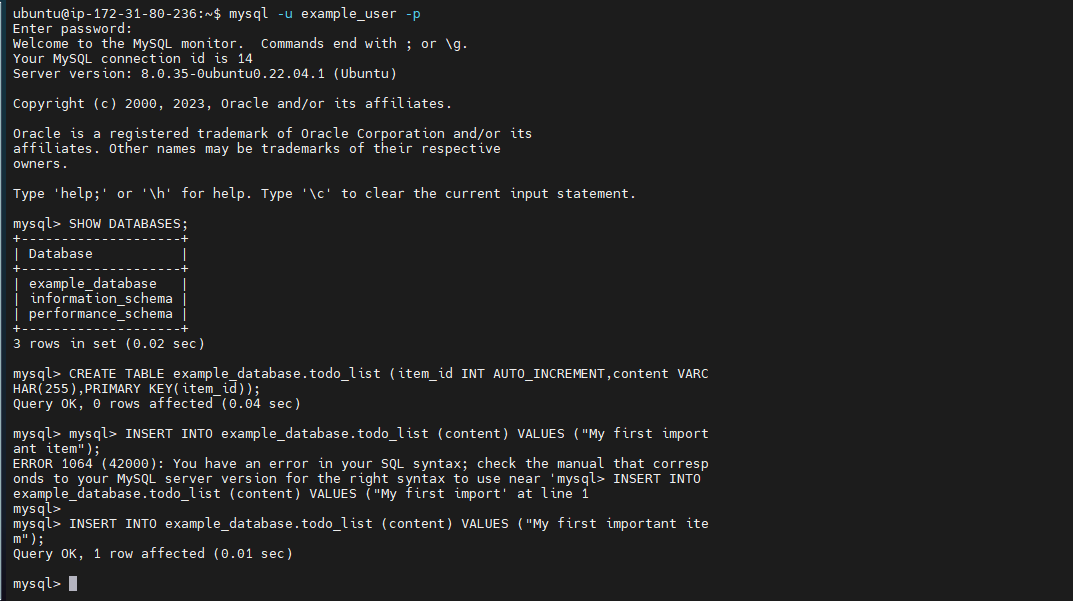 ubuntu@ip-172-31-80-236:~$ mysql -u example_user -p
Enter password:
Welcome to the MySQL monitor.  Commands end with ; or \g.
Your MySQL connection id is 14
Server version: 8.0.35-0ubuntu0.22.04.1 (Ubuntu)

Copyright (c) 2000, 2023, Oracle and/or its affiliates.

Oracle is a registered trademark of Oracle Corporation and/or its
affiliates. Other names may be trademarks of their respective
owners.

Type 'help;' or '\h' for help. Type '\c' to clear the current input statement.

mysql> SHOW DATABASES;
+--------------------+
| Database           |
+--------------------+
| example_database   |
| information_schema |
| performance_schema |
+--------------------+
3 rows in set (0.02 sec)

mysql> CREATE TABLE example_database.todo_list (item_id INT AUTO_INCREMENT,content VARC
HAR(255),PRIMARY KEY(item_id));
Query OK, 0 rows affected (0.04 sec)

mysql> mysql> INSERT INTO example_database.todo_list (content) VALUES ("My first import
ant item");
ERROR 1064 (42000): You have an error in your SQL syntax; check the manual that corresp
onds to your MySQL server version for the right syntax to use near 'mysql> INSERT INTO
example_database.todo_list (content) VALUES ("My first import' at line 1
mysql>
mysql> INSERT INTO example_database.todo_list (content) VALUES ("My first important ite
m");
Query OK, 1 row affected (0.01 sec)

mysql>